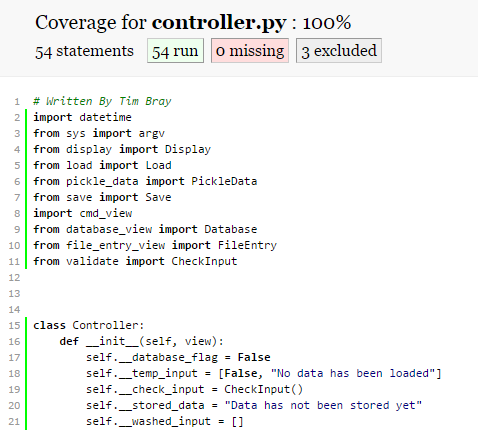 Coverage for controller.py : 100%
54 statements 54 run 0 missing 3 excluded
1 # Written By Tim Bray
2 import datetime
3 from sys import argv
4 from display import Display
5 from load import Load
6 from pickle_data import PickleData
7 from save import Save
8 import cmd_view
9 from database_view import Database
10 from file_entry_view import FileEntry
11 from validate import CheckInput
12
13
14
15 class Controller:
16     def __init__(self, view):
17         self.__database_flag = False
18         self.__temp_input = [False, "No data has been loaded"]
19         self.__check_input = CheckInput()
20         self.__stored_data = "Data has not been stored yet"
21         self.__washed_input = []